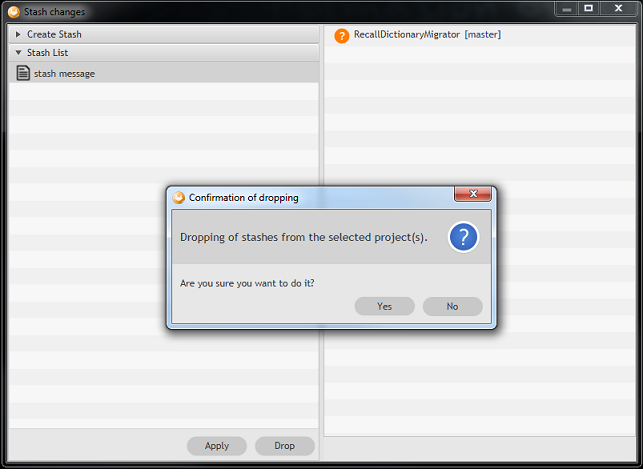 Stash changes
Create Stash
Stash List
stash message
RecallDictionaryMigrator [master]
Confirmation of dropping
Dropping of stashes from the selected project(s).
Are you sure you want to do it?
Yes No
Apply Drop